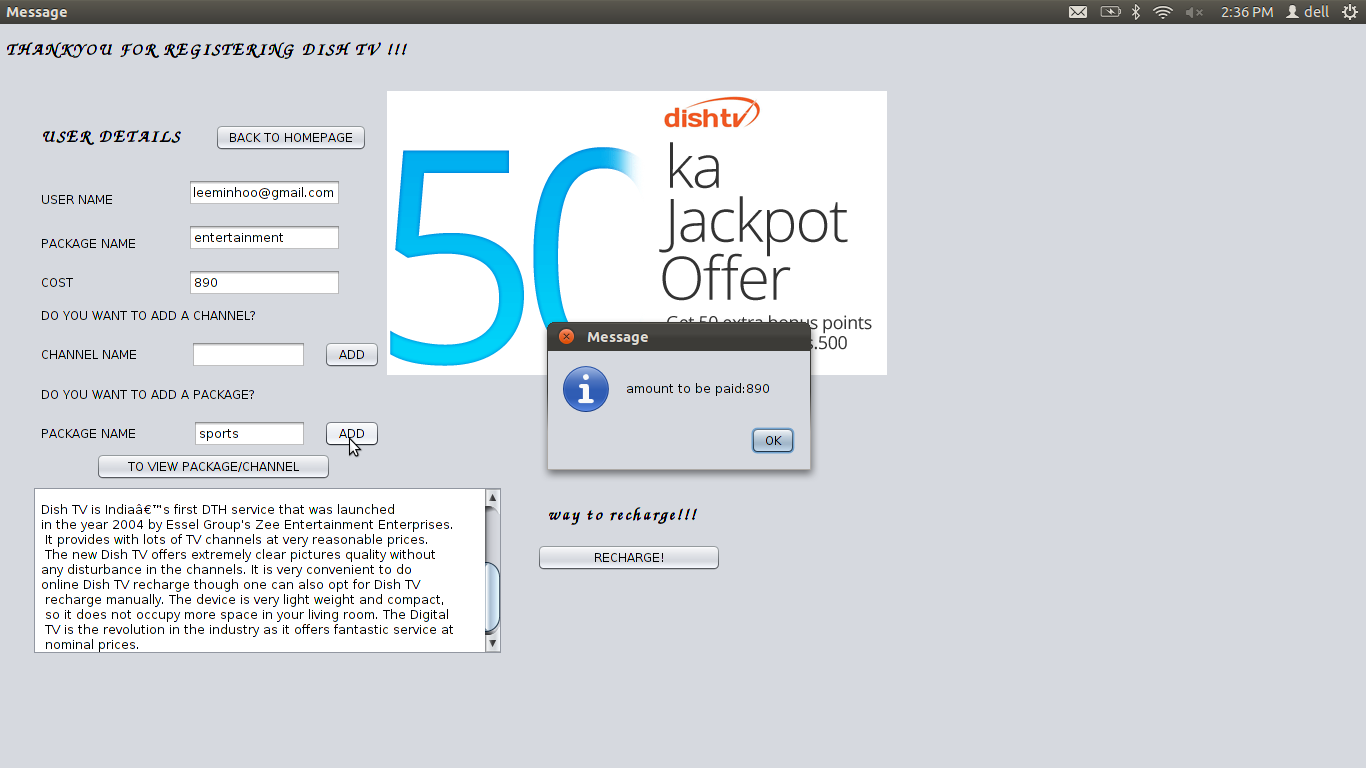 Message
2:36 PM dell
THANKYOU FOR REGISTERING DISH TV !!!
USER DETAILS
BACK TO HOMEPAGE
USER NAME
leeminhoo@gmail.com
PACKAGE NAME
entertainment
COST
890
DO YOU WANT TO ADD A CHANNEL?
CHANNEL NAME
ADD
DO YOU WANT TO ADD A PACKAGE?
PACKAGE NAME
sports
ADD
TO VIEW PACKAGE/CHANNEL
Dish TV is Indiaâ€™s first DTH service that was launched
in the year 2004 by Essel Group's Zee Entertainment Enterprises.
It provides with lots of TV channels at very reasonable prices.
The new Dish TV offers extremely clear pictures quality without
any disturbance in the channels. It is very convenient to do
online Dish TV recharge though one can also opt for Dish TV
recharge manually. The device is very light weight and compact,
so it does not occupy more space in your living room. The Digital
TV is the revolution in the industry as it offers fantastic service at
nominal prices.
dishtv
50
ka
Jackpot
Offer
Get 50 extra bonus points
.500
Message
i
amount to be paid:890
OK
way to recharge!!!
RECHARGE!